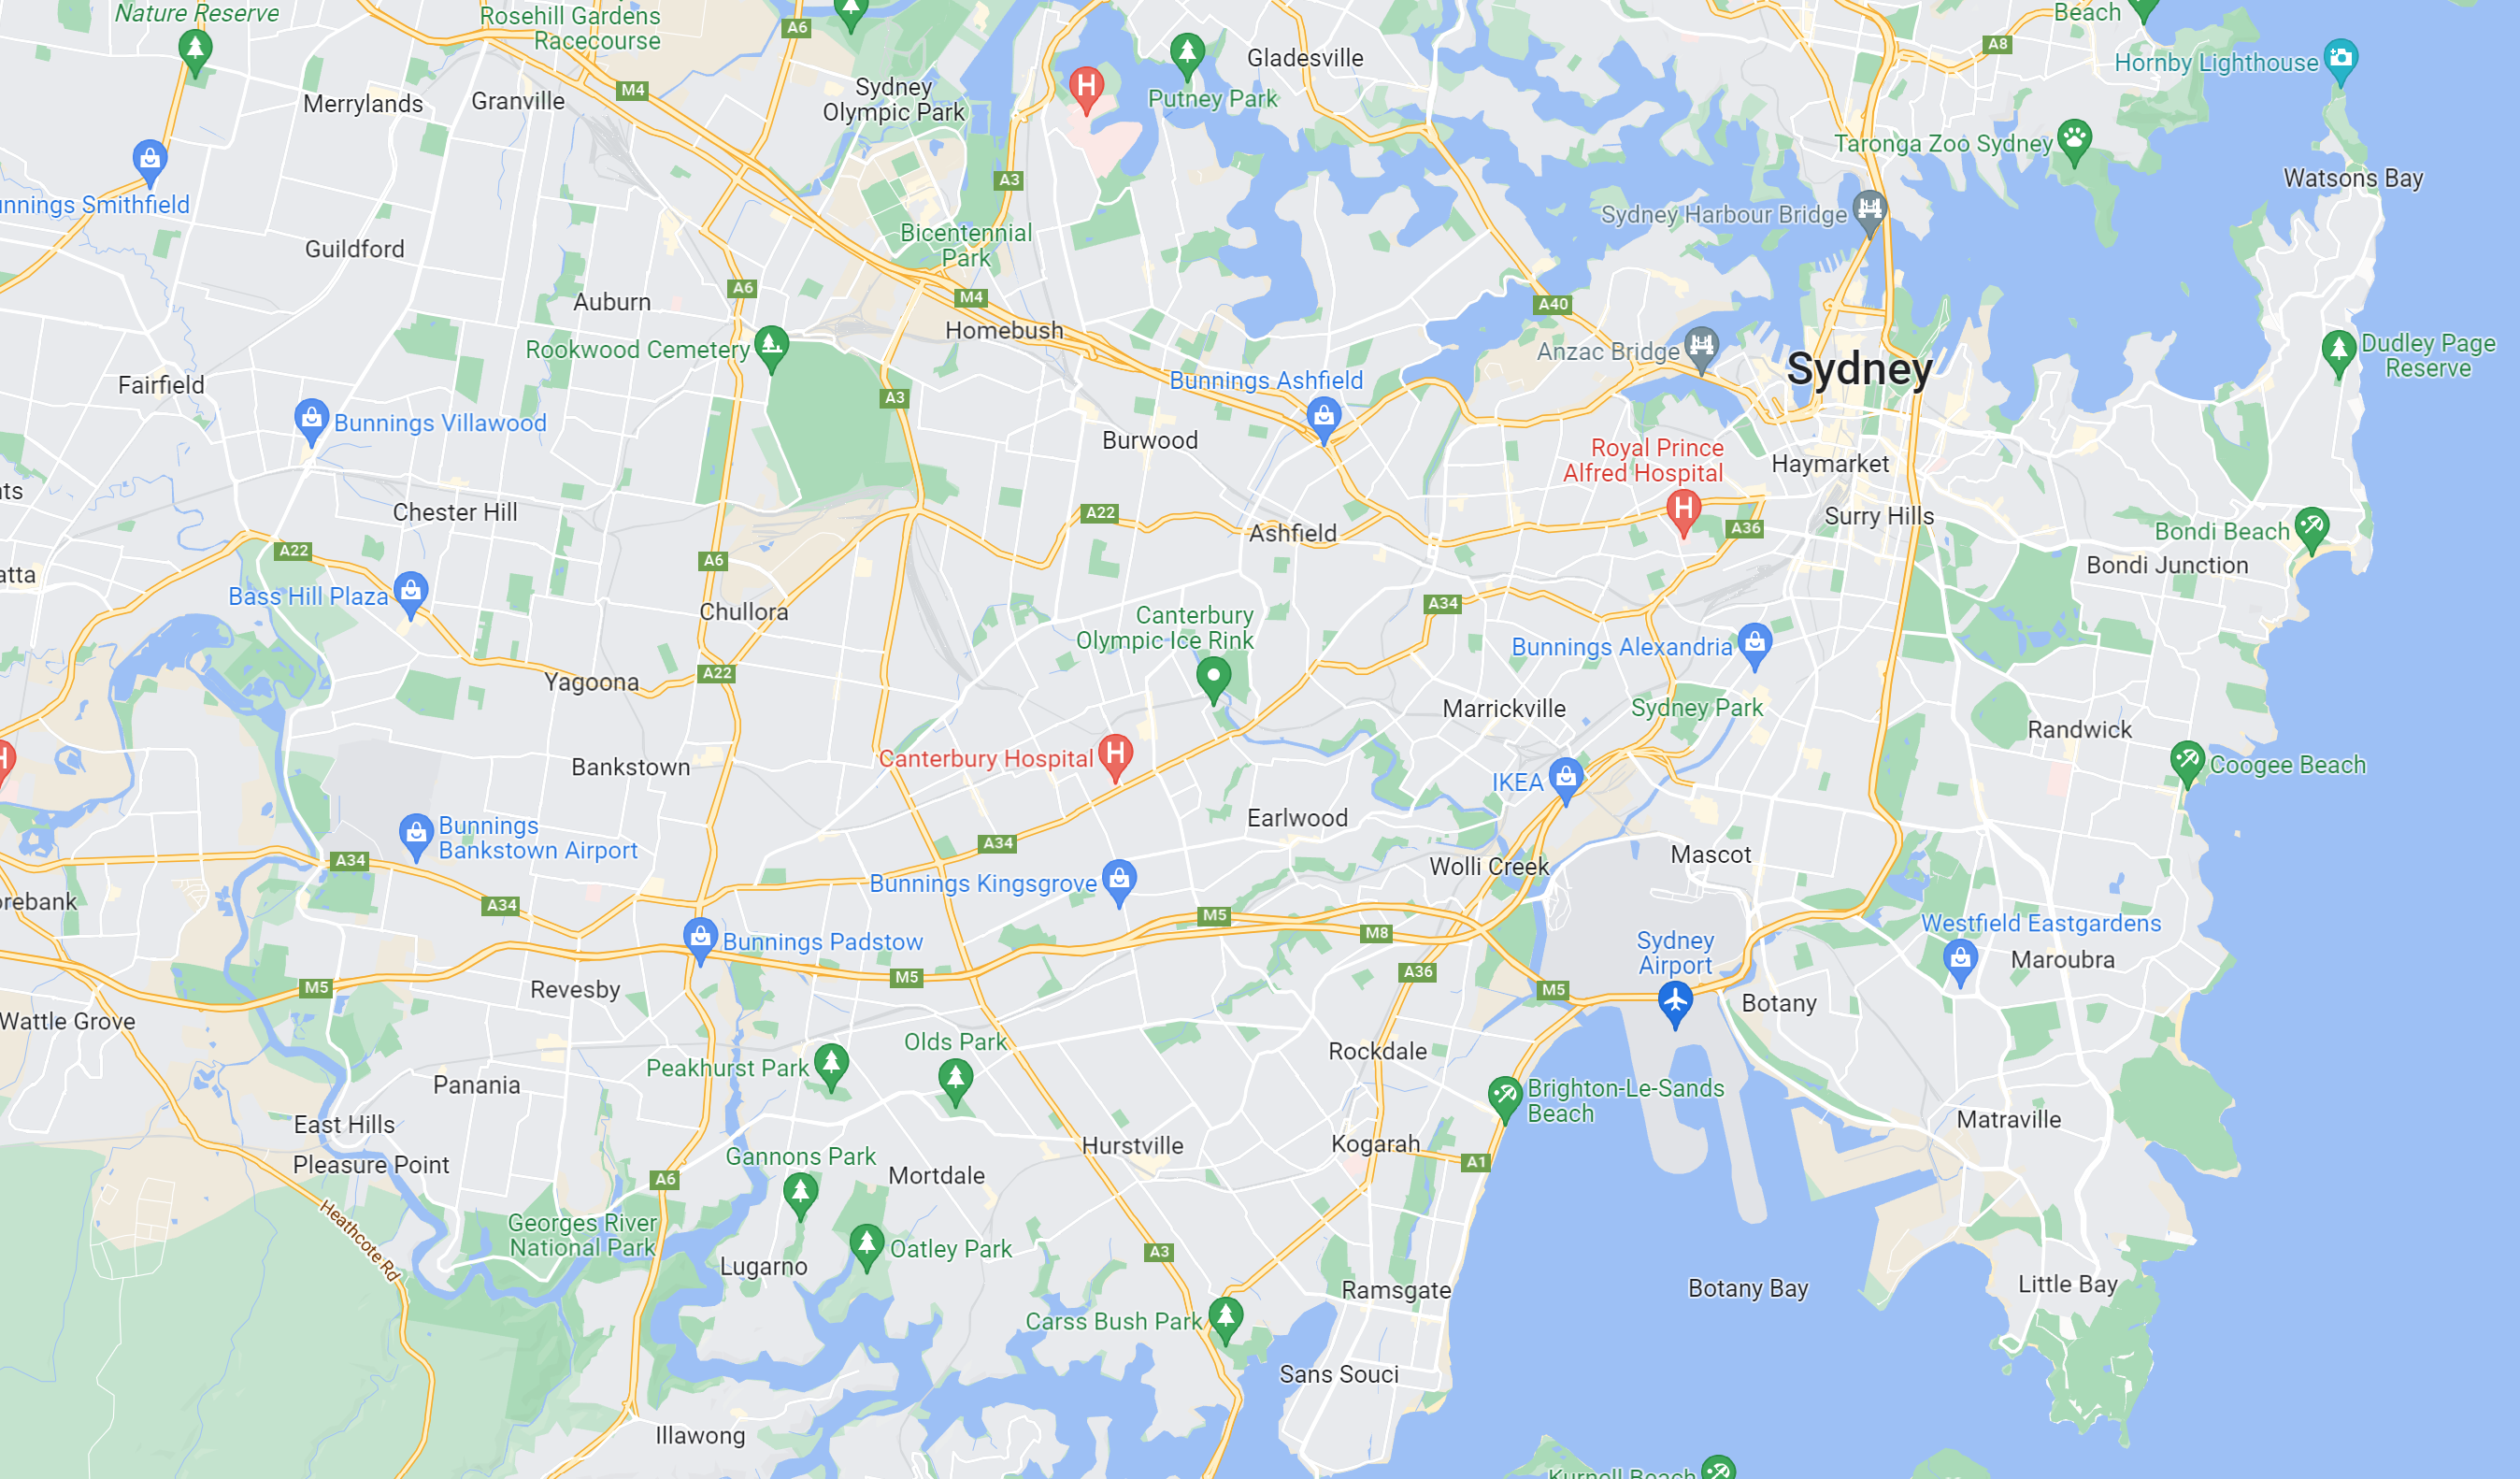 Nature Reserve
Rosehill Gardens
Racecourse
A6
Beach
A8
Hornby Lighthouse
Gladesville
M4
Merrylands
Granville
Sydney
Olympic Park
Putney Park
H
Taronga Zoo Sydney
A3
Watsons Bay
unnings Smithfield
Sydney Harbour Bridge
Guildford
Bicentennial
Park
A6
M4
Auburn
A40
Homebush
Rookwood Cemetery
Anzac Bridge
Sydney
Dudley Page
Reserve
Fairfield
Bunnings Ashfield
A3
Bunnings Villawood
Burwood
Royal Prince
Alfred Hospital
H
Haymarket
nts
Chester Hill
A22
Surry Hills
A36
Ashfield
Bondi Beach
A22
A6
Bondi Junction
atta
Bass Hill Plaza
A34
Chullora
Canterbury
Olympic Ice Rink
Bunnings Alexandria
A22
Yagoona
Marrickville
Sydney Park
Randwick
H
Canterbury Hospital
H
Bankstown
Coogee Beach
IKEA
Bunnings
Bankstown Airport
Earlwood
A34
A34
Wolli Creek
Mascot
Bunnings Kingsgrove
orebank
A34
M5
Westfield Eastgardens
M8
Bunnings Padstow
Sydney
Airport
Maroubra
M5
A36
M5
Revesby
M5
Botany
Wattle Grove
Olds Park
Rockdale
Peakhurst Park
Panania
Brighton-Le-Sands
Beach
East Hills
Matraville
Hurstville
Kogarah
Pleasure Point
Gannons Park
A1
A6
Mortdale
Heathcote Rd
Georges River
National Park
Oatley Park
A3
Lugarno
Ramsgate
Botany Bay
Little Bay
Carss Bush Park
Sans Souci
Illawong
Kurnell Beach